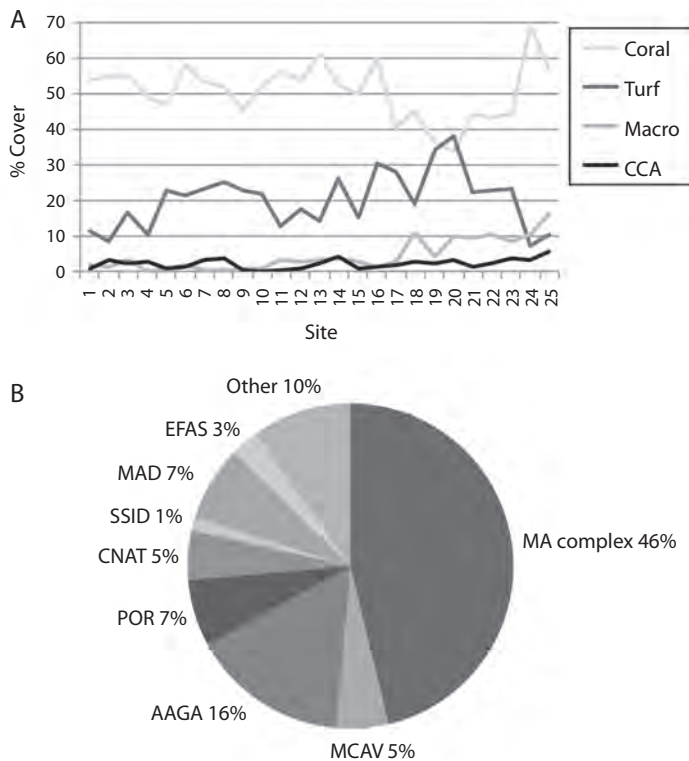 A
% Cover
70
60
50
40
30
20
10
0
1 2 3 4 5 6 7 8 9 10 11 12 13 14 15 16 17 18 19 20 21 22 23 24 25
Site
Coral
Turf
Macro
CCA
B
Other 10%
EFAS 3%
MAD 7%
SSID 1%
CNAT 5%
POR 7%
AAGA 16%
MCAV 5%
MA complex 46%